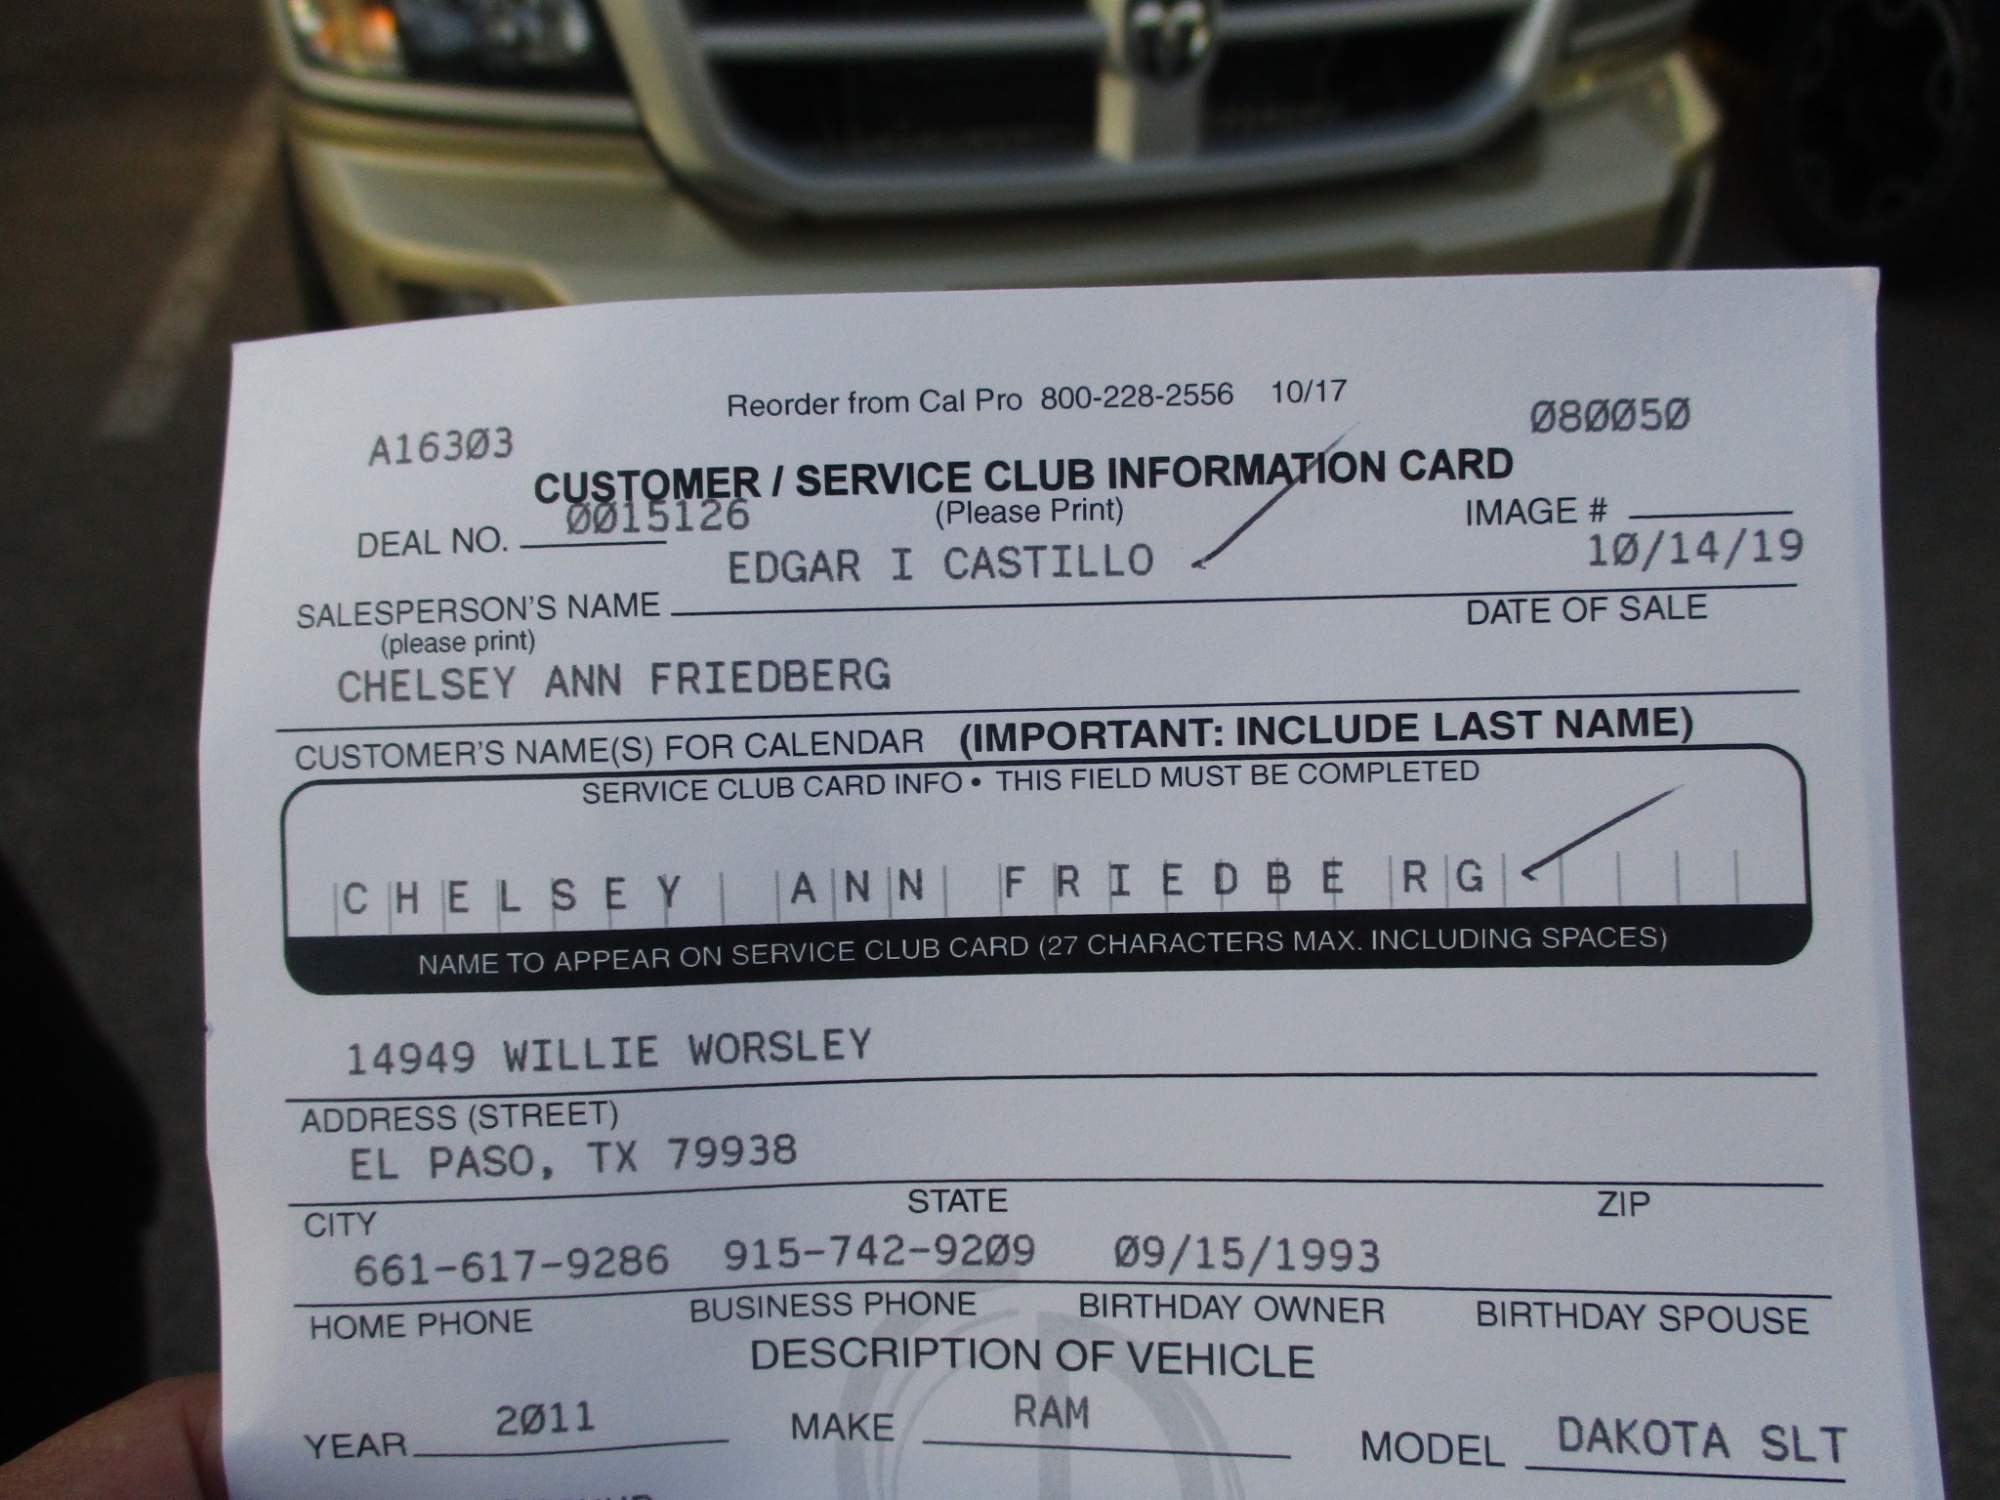 Reorder from Cal Pro 800-228-2556 10/17
A16303 080050
CUSTOMER / SERVICE CLUB INFORMATION CARD
(Please Print)
DEAL NO. 0015126 IMAGE #
EDGAR I CASTILLO 10/14/19
SALESPERSON'S NAME DATE OF SALE
(please print)
CHELSEY ANN FRIEDBERG
CUSTOMER'S NAME(S) FOR CALENDAR (IMPORTANT: INCLUDE LAST NAME)
SERVICE CLUB CARD INFO • THIS FIELD MUST BE COMPLETED
CHELSEY ANN FRIEDBERG
NAME TO APPEAR ON SERVICE CLUB CARD (27 CHARACTERS MAX. INCLUDING SPACES)
14949 WILLIE WORSLEY
ADDRESS (STREET)
EL PASO, TX 79938
CITY STATE ZIP
661-617-9286 915-742-9209 09/15/1993
HOME PHONE BUSINESS PHONE BIRTHDAY OWNER BIRTHDAY SPOUSE
DESCRIPTION OF VEHICLE
YEAR 2011 MAKE RAM MODEL DAKOTA SLT